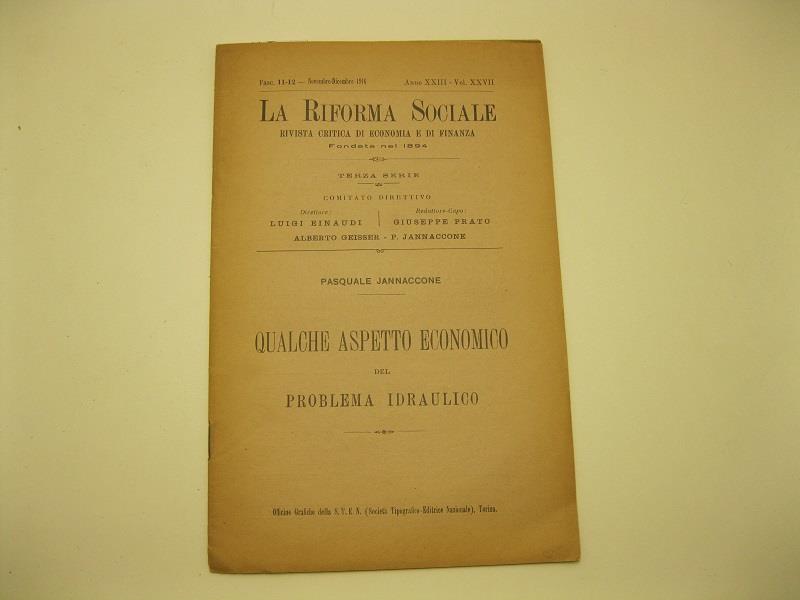 Fasc. 11-12 — Novembre-Dicembre 1916 Anno XXIII - Vol. XXVII
La Riforma Sociale
RIVISTA CRITICA DI ECONOMIA E DI FINANZA
Fondata nel 1894
TERZA SERIE
COMITATO DIRETTIVO
Direttore: Redattore-Capo:
LUIGI EINAUDI GIUSEPPE PRATO
ALBERTO GEISSER - P. JANNACCONE
PASQUALE JANNACCONE
QUALCHE ASPETTO ECONOMICO
DEL
PROBLEMA IDRAULICO
Officine Grafiche della S.T.E.N. (Società Tipografico-Editrice Nazionale), Torino.